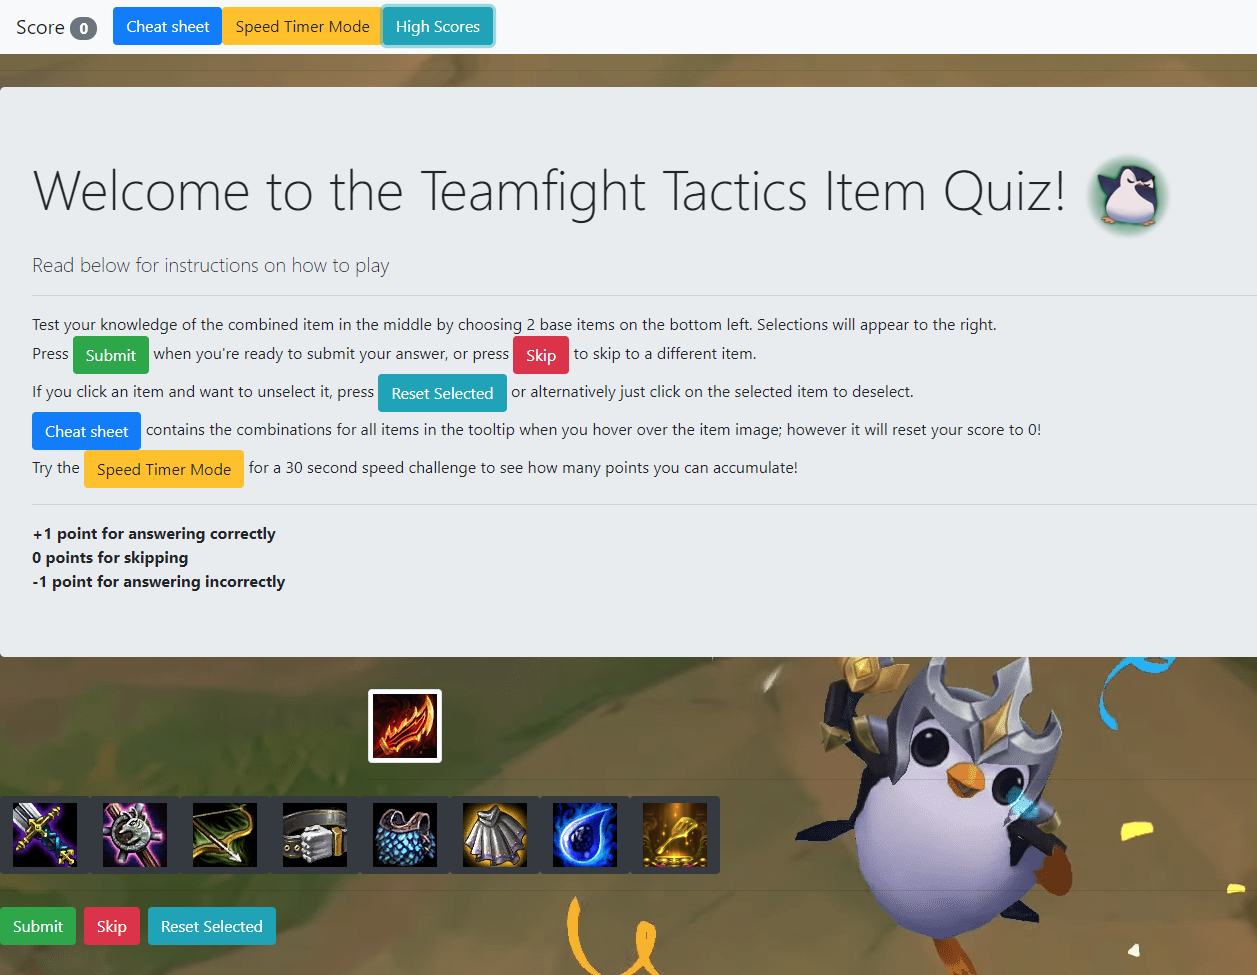 Score 0 Cheat sheet Speed Timer Mode High Scores
Welcome to the Teamfight Tactics Item Quiz!
Read below for instructions on how to play
Test your knowledge of the combined item in the middle by choosing 2 base items on the bottom left. Selections will appear to the right.
Press Submit when you're ready to submit your answer, or press Skip to skip to a different item.
If you click an item and want to unselect it, press Reset Selected or alternatively just click on the selected item to deselect.
Cheat sheet contains the combinations for all items in the tooltip when you hover over the item image; however it will reset your score to 0!
Try the Speed Timer Mode for a 30 second speed challenge to see how many points you can accumulate!
+1 point for answering correctly
0 points for skipping
-1 point for answering incorrectly
Submit Skip Reset Selected